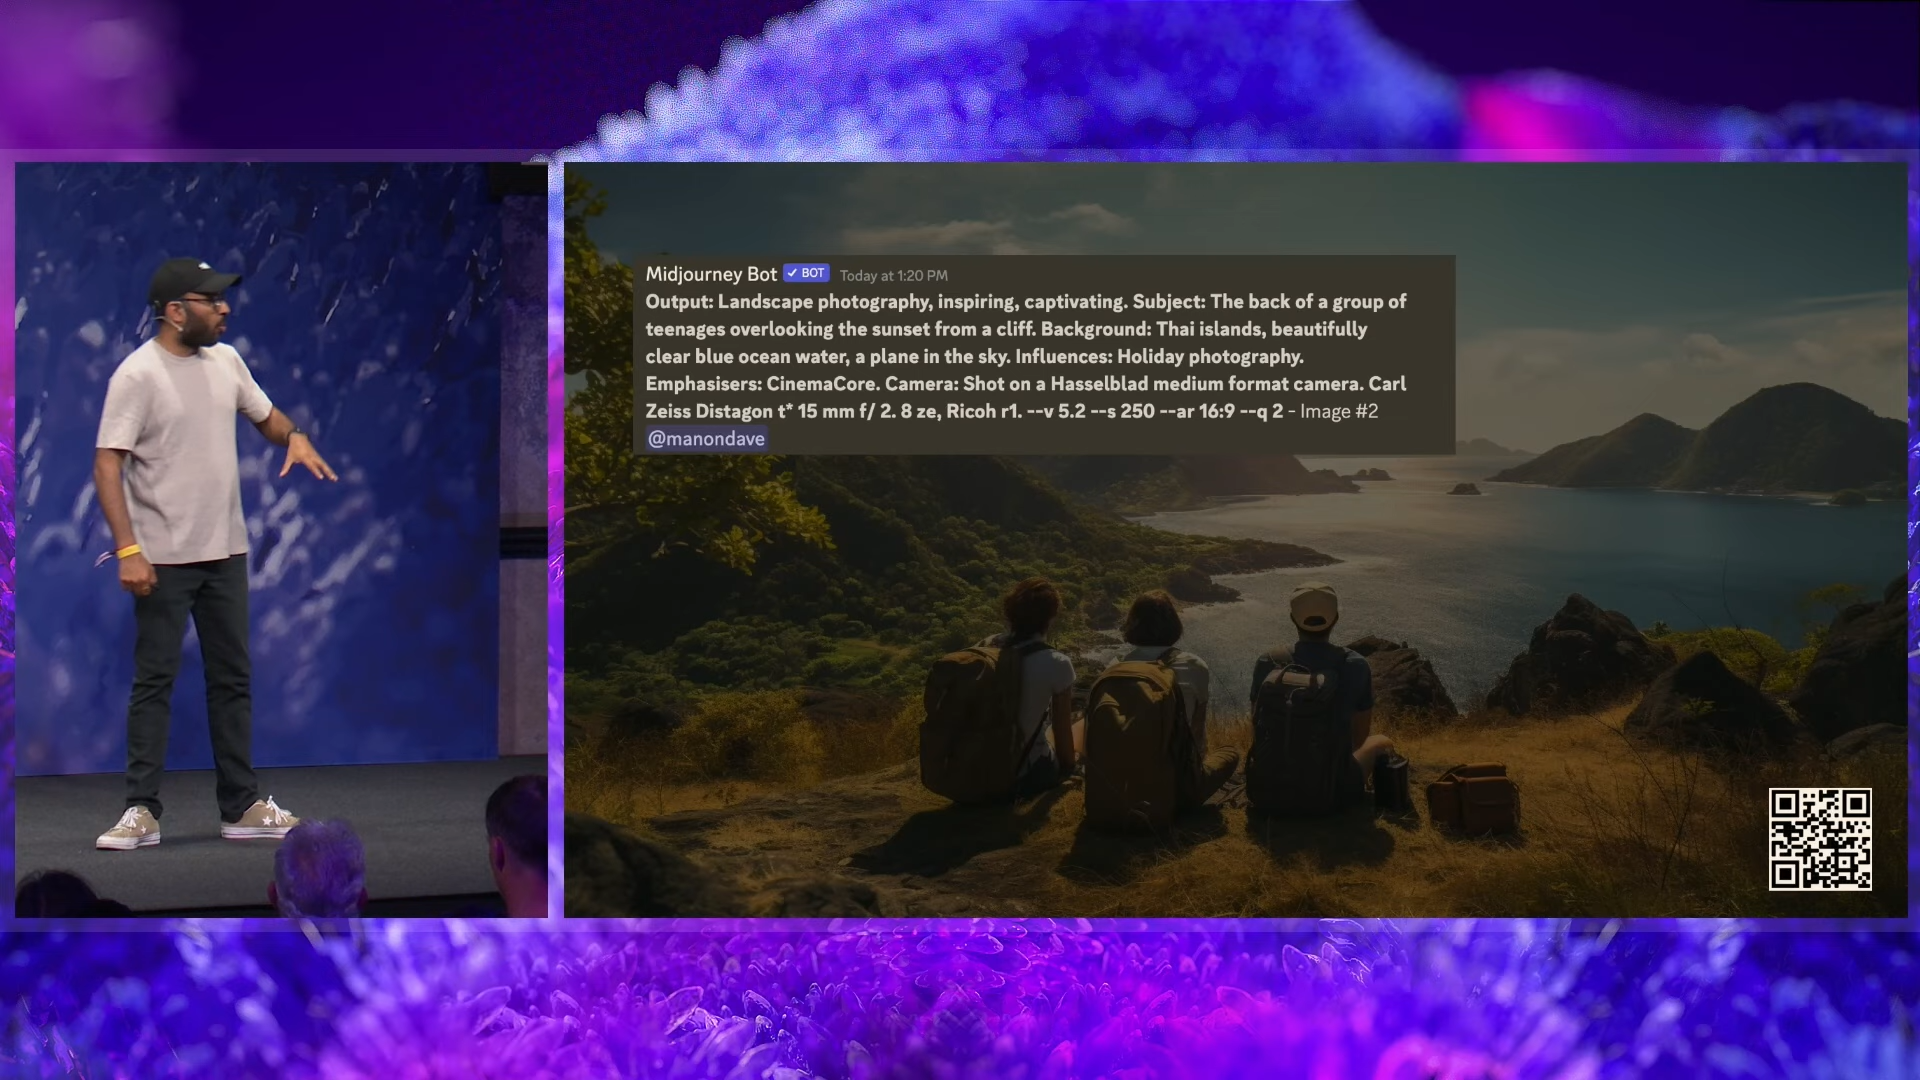 Midjourney Bot ✓ BOT Today at 1:20 PM
Output: Landscape photography, inspiring, captivating. Subject: The back of a group of
teenages overlooking the sunset from a cliff. Background: Thai islands, beautifully
clear blue ocean water, a plane in the sky. Influences: Holiday photography.
Emphasisers: CinemaCore. Camera: Shot on a Hasselblad medium format camera. Carl
Zeiss Distagon t* 15 mm f/ 2. 8 ze, Ricoh r1. --v 5.2 --s 250 --ar 16:9 --q 2 - Image #2
@manondave